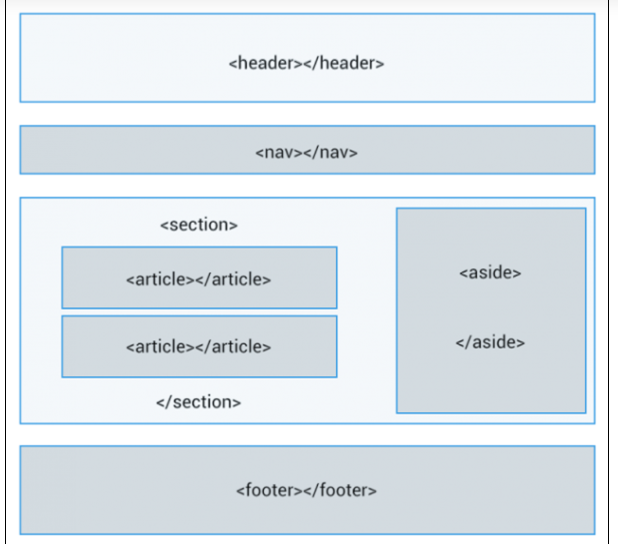 <header></header>
<nav></nav>
<section>
<article></article>
<article></article>
</section>
<aside>
</aside>
<footer></footer>